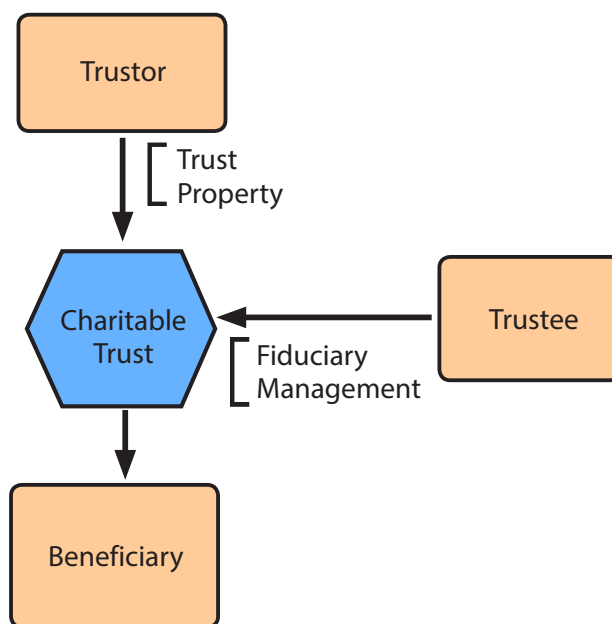 Trustor
Trust
Property
Charitable
Trust
Trustee
Fiduciary
Management
Beneficiary